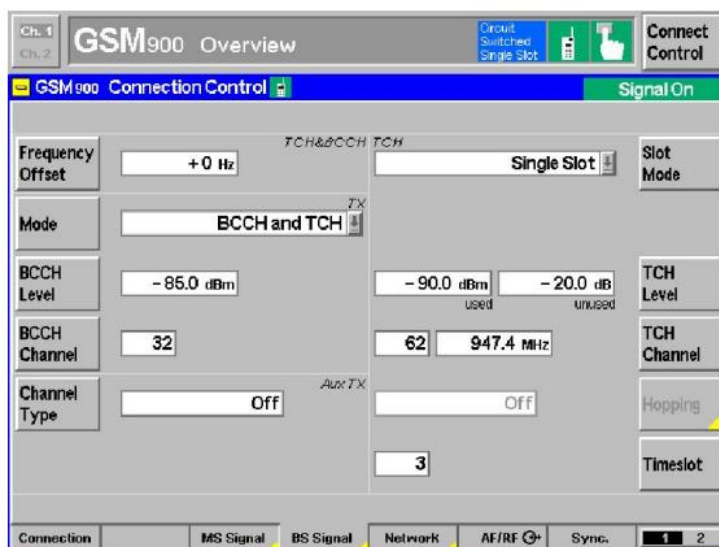 Ch. 1
Ch. 2
GSM900 Overview
Circuit
Switched
Single Slot
Connect
Control
GSM900 Connection Control
Signal On
TCH&BCCH TCH
Frequency
Offset
+0 Hz
Single Slot
Slot
Mode
TX
Mode
BCCH and TCH
BCCH
Level
-85.0 dBm
-90.0 dBm
used
-20.0 dB
unused
TCH
Level
BCCH
Channel
32
62
947.4 MHz
TCH
Channel
Aux TX
Channel
Type
Off
Off
Hopping
3
Timeslot
Connection
MS Signal
BS Signal
Network
AF/RF
Sync.
1 2